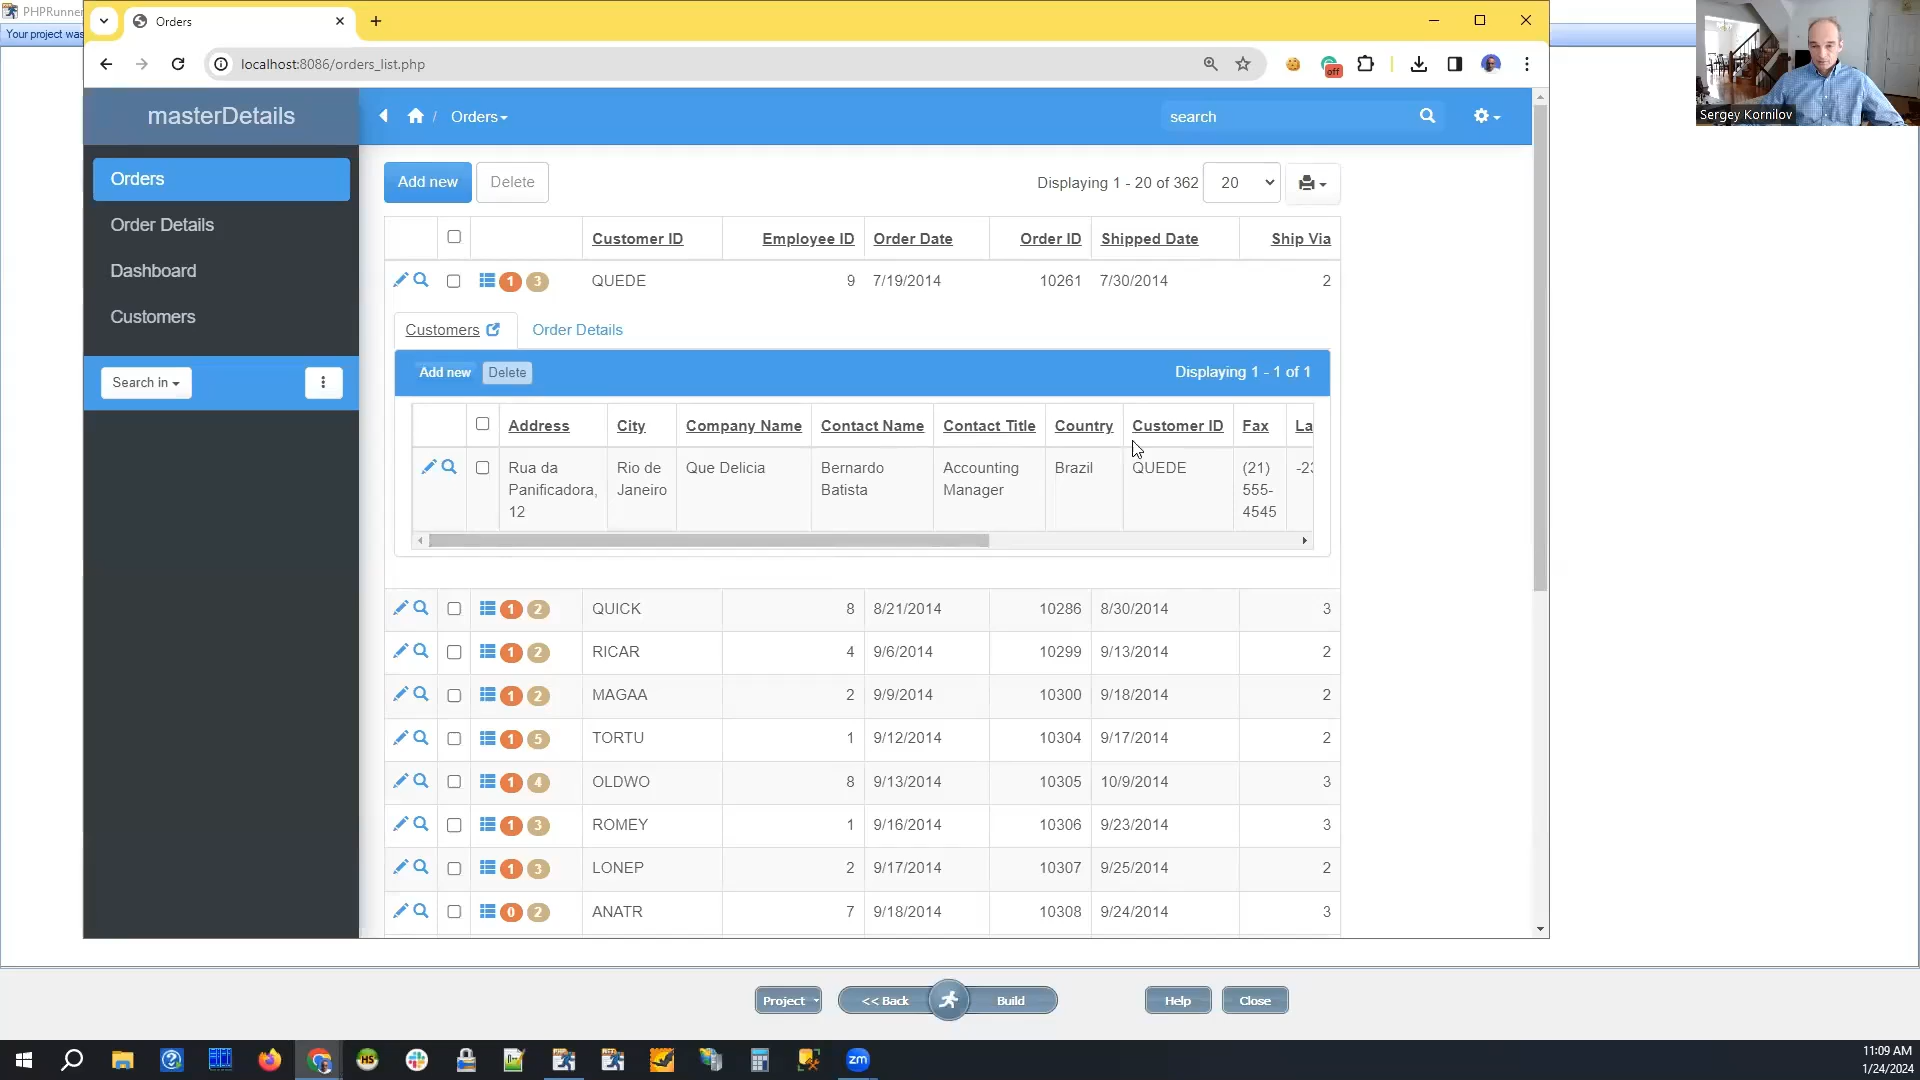 PHPRunner
Your project was
Orders
localhost:8086/orders_list.php
off
Sergey Kornilov
masterDetails
/ Orders
search
Orders
Order Details
Dashboard
Customers
Search in
Add new Delete
Displaying 1 - 20 of 362 20
Customer ID Employee ID Order Date Order ID Shipped Date Ship Via
1 3 QUEDE 9 7/19/2014 10261 7/30/2014 2
Customers Order Details
Add new Delete Displaying 1 - 1 of 1
Address City Company Name Contact Name Contact Title Country Customer ID Fax La
Rua da Panificadora, 12 Rio de Janeiro Que Delicia Bernardo Batista Accounting Manager Brazil QUEDE (21) 555-4545 -23
1 2 QUICK 8 8/21/2014 10286 8/30/2014 3
1 2 RICAR 4 9/6/2014 10299 9/13/2014 2
1 2 MAGAA 2 9/9/2014 10300 9/18/2014 2
1 5 TORTU 1 9/12/2014 10304 9/17/2014 2
1 4 OLDWO 8 9/13/2014 10305 10/9/2014 3
1 3 ROMEY 1 9/16/2014 10306 9/23/2014 3
1 3 LONEP 2 9/17/2014 10307 9/25/2014 2
0 2 ANATR 7 9/18/2014 10308 9/24/2014 3
Project << Back Build Help Close
HS
zm
11:09 AM
1/24/2024